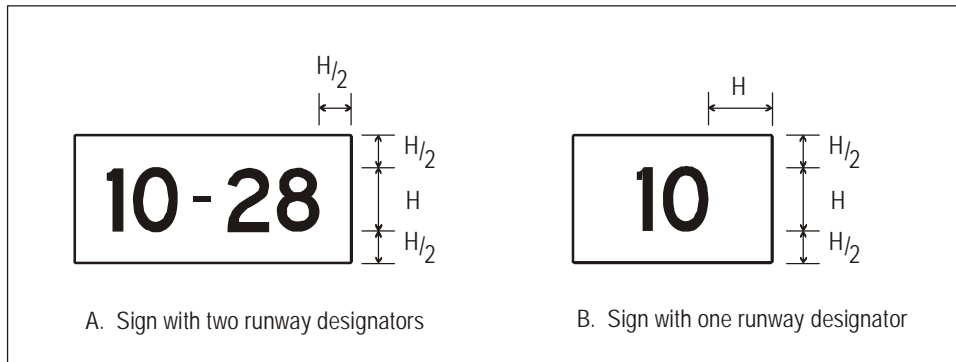 H/2
H
10 - 28
H/2
H
H/2
10
H/2
H
H/2
A. Sign with two runway designators
B. Sign with one runway designator